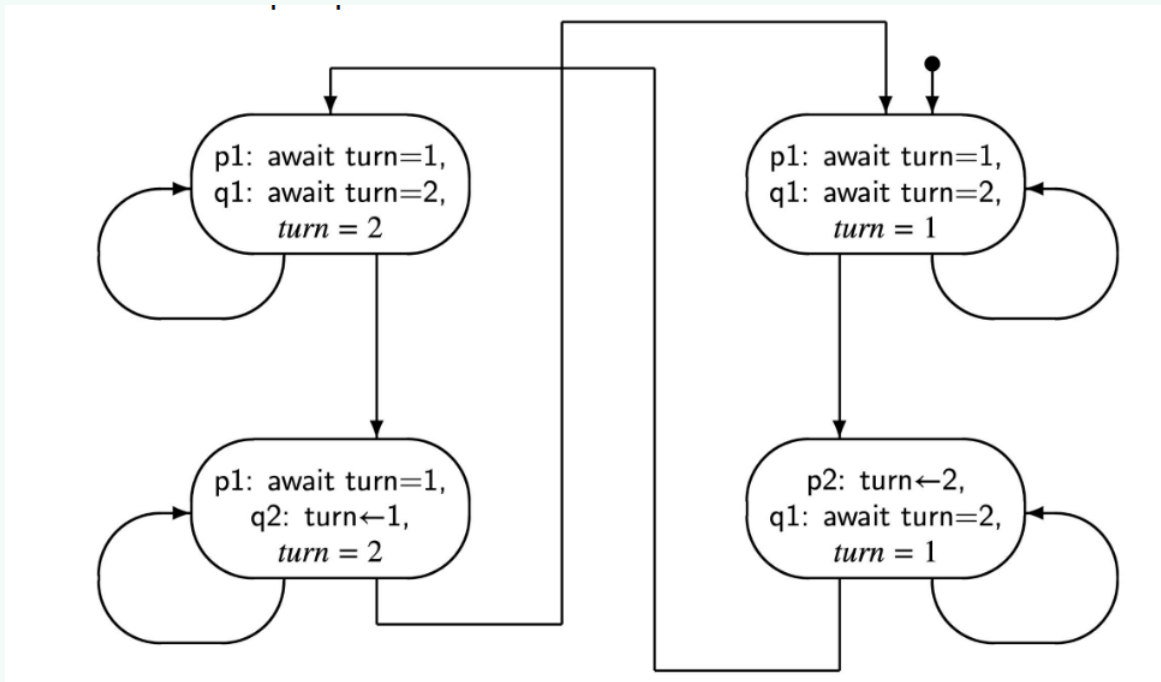 p1: await turn=1,
q1: await turn=2,
turn = 2
p1: await turn=1,
q1: await turn=2,
turn = 1
p1: await turn=1,
q2: turn←1,
turn = 2
p2: turn←2,
q1: await turn=2,
turn = 1